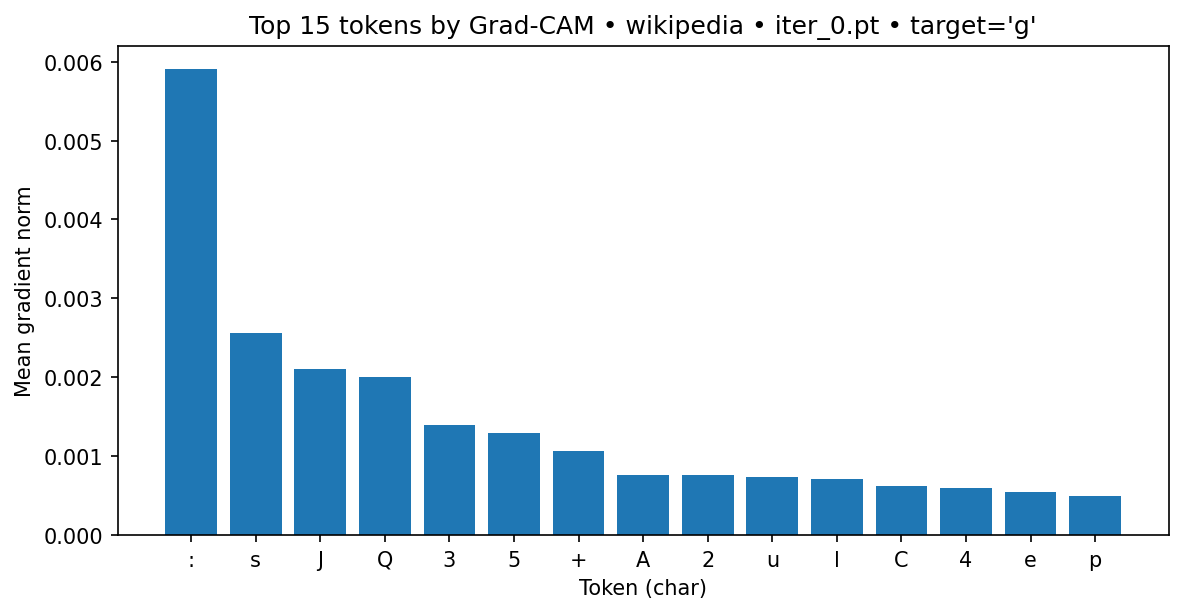 Top 15 tokens by Grad-CAM • wikipedia • iter_0.pt • target='g'
Mean gradient norm
0.006
0.005
0.004
0.003
0.002
0.001
0.000
: s J Q 3 5 + A 2 u l C 4 e p
Token (char)